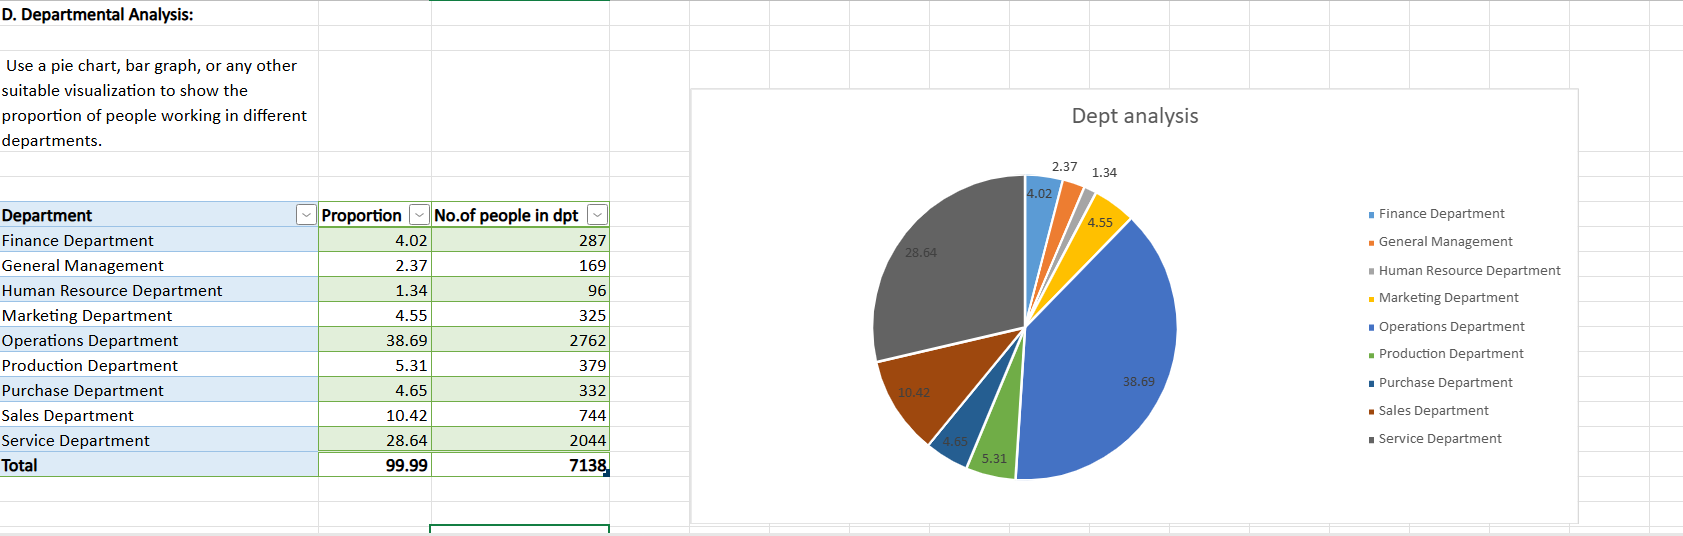 D. Departmental Analysis:
Use a pie chart, bar graph, or any other
suitable visualization to show the
proportion of people working in different
departments.
Department Proportion No.of people in dpt
Finance Department 4.02 287
General Management 2.37 169
Human Resource Department 1.34 96
Marketing Department 4.55 325
Operations Department 38.69 2762
Production Department 5.31 379
Purchase Department 4.65 332
Sales Department 10.42 744
Service Department 28.64 2044
Total 99.99 7138
Dept analysis
2.37
1.34
4.02
4.55
28.64
38.69
10.42
4.65
5.31
Finance Department
General Management
Human Resource Department
Marketing Department
Operations Department
Production Department
Purchase Department
Sales Department
Service Department